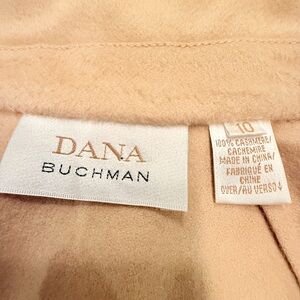 DANA
BUCHMAN
10
100% CASHMERE/
CACHEMIRE
MADE IN CHINA/
FABRIQUÉ EN
CHINE
OVER/AU VERSO↓